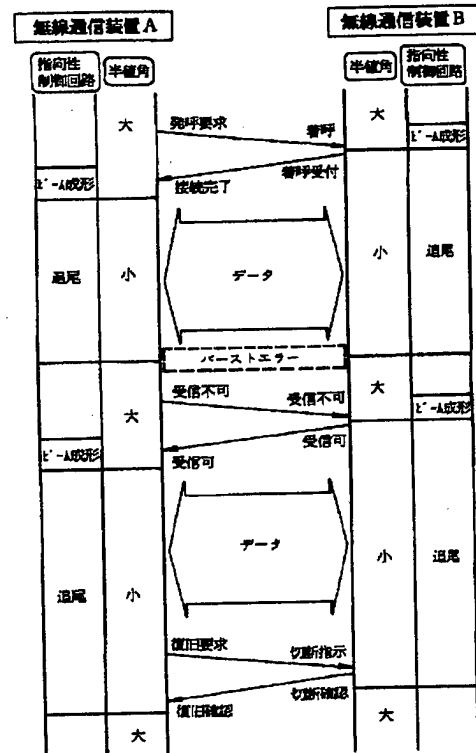 無線通信装置A
無線通信装置B
指向性
制御回路
半値角
半値角
指向性
制御回路
大
発呼要求
着呼
大
ビーム成形
ビーム成形
着呼受付
接続完了
追尾
小
データ
小
追尾
バーストエラー
大
受信不可
受信不可
大
ビーム成形
ビーム成形
受信可
受信可
追尾
小
データ
小
追尾
復旧要求
切断指示
切断確認
復旧確認
大
大